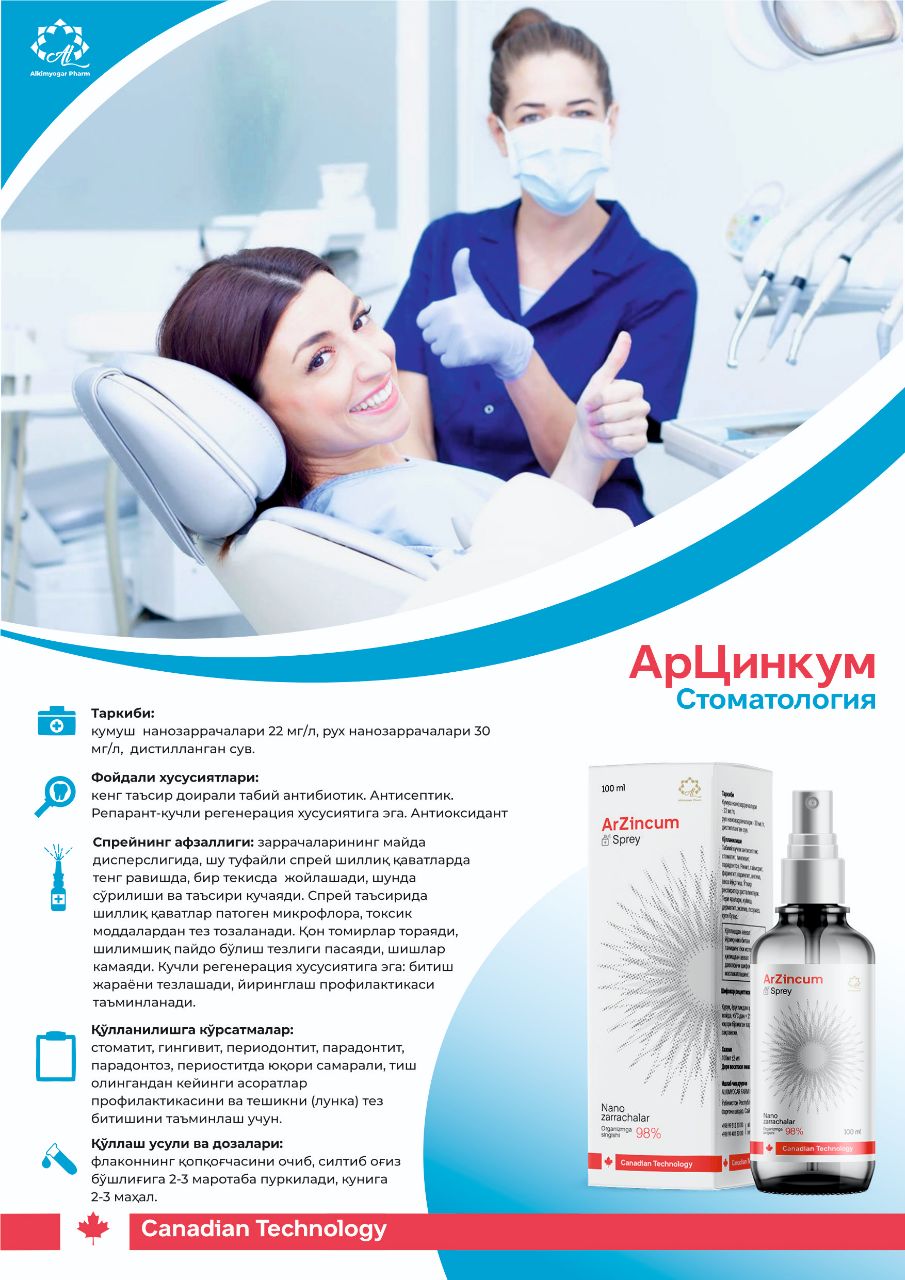 Al
Alkimyogar Pharm
АрЦинкум
Стоматология
Таркиби:
кумуш нанозаррачалари 22 мг/л, рух нанозаррачалари 30
мг/л, дистилланган сув.
Фойдали хусусиятлари:
кенг таъсир доирали табий антибиотик. Антисептик.
Репарант-кучли регенерация хусусиятига эга. Антиоксидант
Спрейнинг афзаллиги: заррачаларининг майда
дисперслигида, шу туфайли спрей шиллиқ қаватларда
тенг равишда, бир текисда жойлашади, шунда
сўрилиши ва таъсири кучаяди. Спрей таъсирида
шиллиқ қаватлар патоген микрофлора, токсик
моддалардан тез тозаланади. Қон томирлар тораяди,
шилимшиқ пайдо бўлиш тезлиги пасаяди, шишлар
камаяди. Кучли регенерация хусусиятига эга: битиш
жараёни тезлашади, йиринглаш профилактикаси
таъминланади.
Қўлланилишга кўрсатмалар:
стоматит, гингивит, периодонтит, парадонтит,
парадонтоз, периоститда юқори самарали, тиш
олингандан кейинги асоратлар
профилактикасини ва тешикни (лунка) тез
битишини таъминлаш учун.
Қўллаш усули ва дозалари:
флаконнинг қопқоғчасини очиб, силтиб оғиз
бўшлиғига 2-3 маротаба пуркилади, кунига
2-3 маҳал.
100 ml
ArZincum
Sprey
Nano
zarrachalar
Organizmga
singishi 98%
Canadian Technology
Таркиби
ArZincum
Sprey
Nano
zarrachalar
Organizmga
singishi 98%
100 ml
Canadian Technology
Canadian Technology